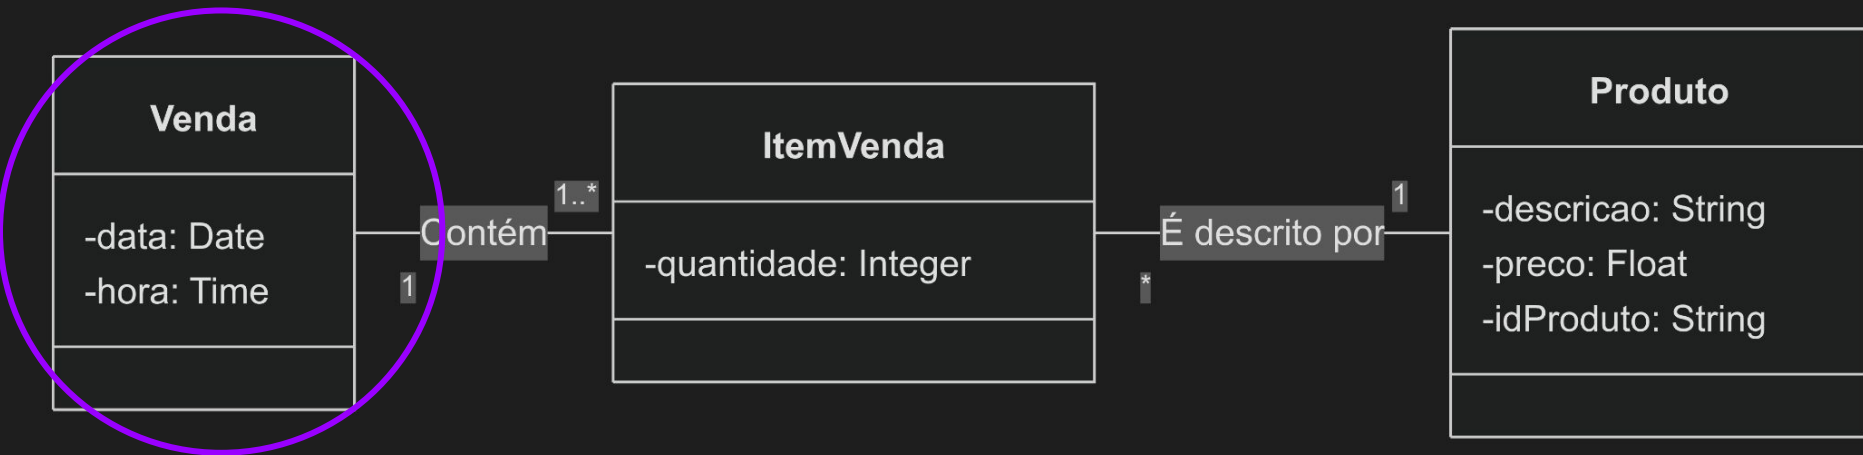 Venda
-data: Date
-hora: Time
1
Contém
1..*
ItemVenda
-quantidade: Integer
*
É descrito por
1
Produto
-descricao: String
-preco: Float
-idProduto: String